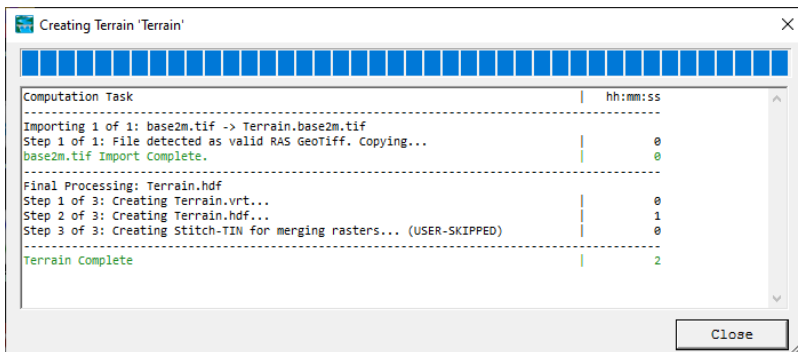 Creating Terrain 'Terrain'
Computation Task | hh:mm:ss
Importing 1 of 1: base2m.tif -> Terrain.base2m.tif
Step 1 of 1: File detected as valid RAS GeoTiff. Copying... | 0
base2m.tif Import Complete. | 0
Final Processing: Terrain.hdf
Step 1 of 3: Creating Terrain.vrt... | 0
Step 2 of 3: Creating Terrain.hdf... | 1
Step 3 of 3: Creating Stitch-TIN for merging rasters... (USER-SKIPPED) | 0
Terrain Complete | 2
Close